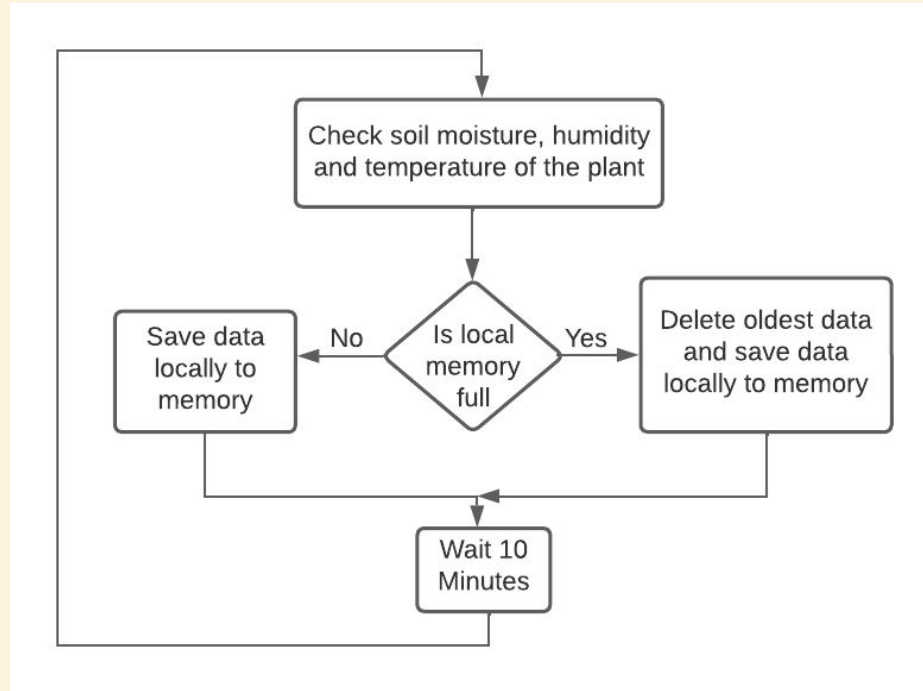 Check soil moisture, humidity
and temperature of the plant
No
Yes
Save data
locally to
memory
Is local
memory
full
Delete oldest data
and save data
locally to memory
Wait 10
Minutes